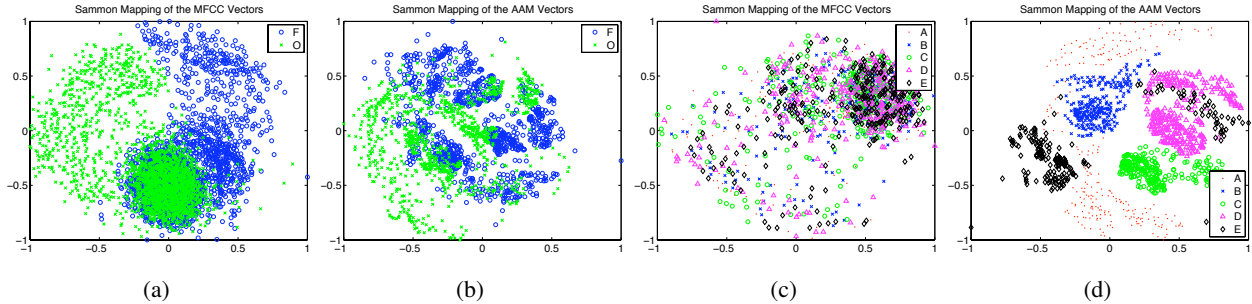 Sammon Mapping of the MFCC Vectors
1
0.5
0
−0.5
−1
−1
−0.5
0
0.5
1
F
O
(a)
Sammon Mapping of the AAM Vectors
1
0.5
0
−0.5
−1
−1
−0.5
0
0.5
1
F
O
(b)
Sammon Mapping of the MFCC Vectors
1
0.5
0
−0.5
−1
−1
−0.5
0
0.5
1
A
B
C
D
E
(c)
Sammon Mapping of the AAM Vectors
1
0.5
0
−0.5
−1
−1
−0.5
0
0.5
1
A
B
C
D
E
(d)